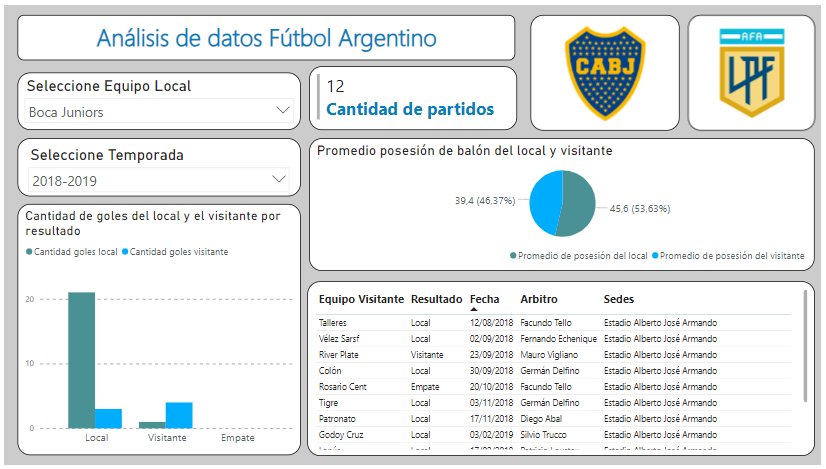 Análisis de datos Fútbol Argentino
CABJ
AFA
LPF
Seleccione Equipo Local
Boca Juniors
12
Cantidad de partidos
Seleccione Temporada
2018-2019
Promedio posesión de balón del local y visitante
39,4 (46,37%)
45,6 (53,63%)
Promedio de posesión del local Promedio de posesión del visitante
Cantidad de goles del local y el visitante por
resultado
Cantidad goles local Cantidad goles visitante
20
10
0
Local Visitante Empate
Equipo Visitante Resultado Fecha Arbitro Sedes
Talleres Local 12/08/2018 Facundo Tello Estadio Alberto José Armando
Vélez Sarsf Local 02/09/2018 Fernando Echenique Estadio Alberto José Armando
River Plate Visitante 23/09/2018 Mauro Vigliano Estadio Alberto José Armando
Colón Local 30/09/2018 Germán Delfino Estadio Alberto José Armando
Rosario Cent Empate 20/10/2018 Facundo Tello Estadio Alberto José Armando
Tigre Local 03/11/2018 Germán Delfino Estadio Alberto José Armando
Patronato Local 17/11/2018 Diego Abal Estadio Alberto José Armando
Godoy Cruz Local 03/02/2019 Silvio Trucco Estadio Alberto José Armando
Local Estadio Alberto José Armando